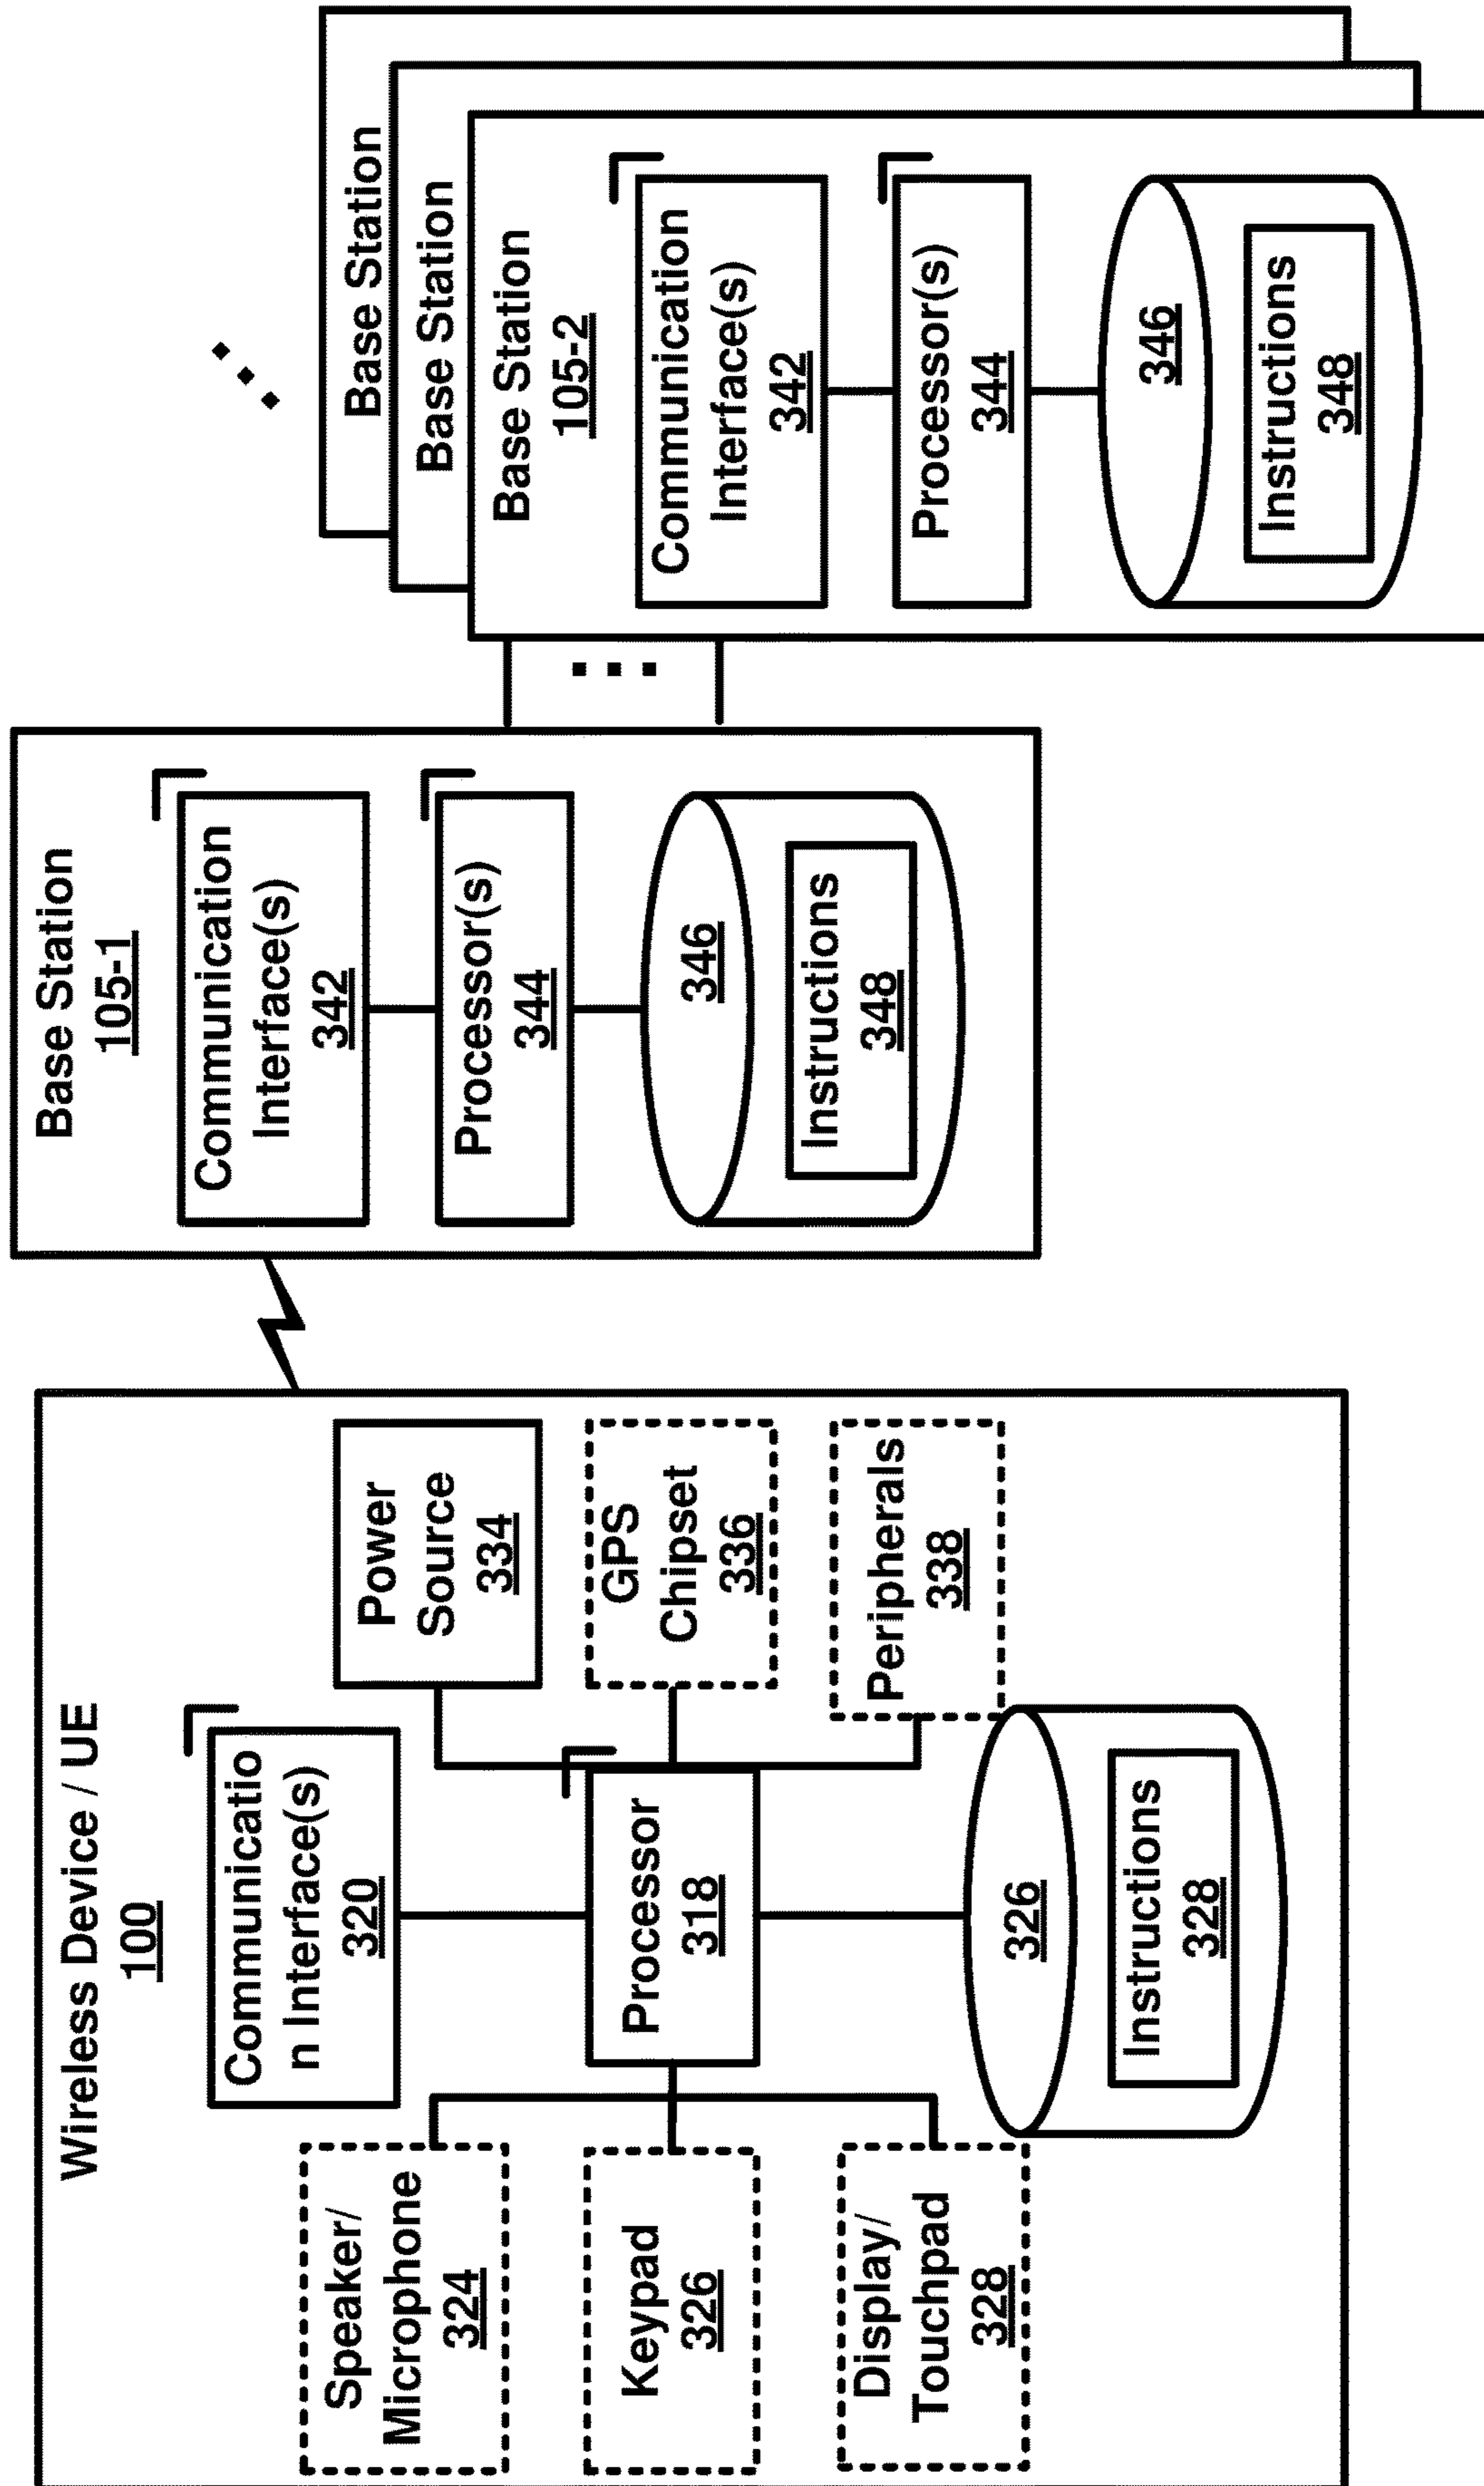 Wireless Device / UE
100
Speaker/
Microphone
324
Keypad
326
Display/
Touchpad
328
Communicatio
n Interface(s)
320
Processor
318
326
Instructions
328
Power
Source
334
GPS
Chipset
336
Peripherals
338
Base Station
105-1
Communication
Interface(s)
342
Processor(s)
344
346
Instructions
348
Base Station
Base Station
Base Station
105-2
Communication
Interface(s)
342
Processor(s)
344
346
Instructions
348